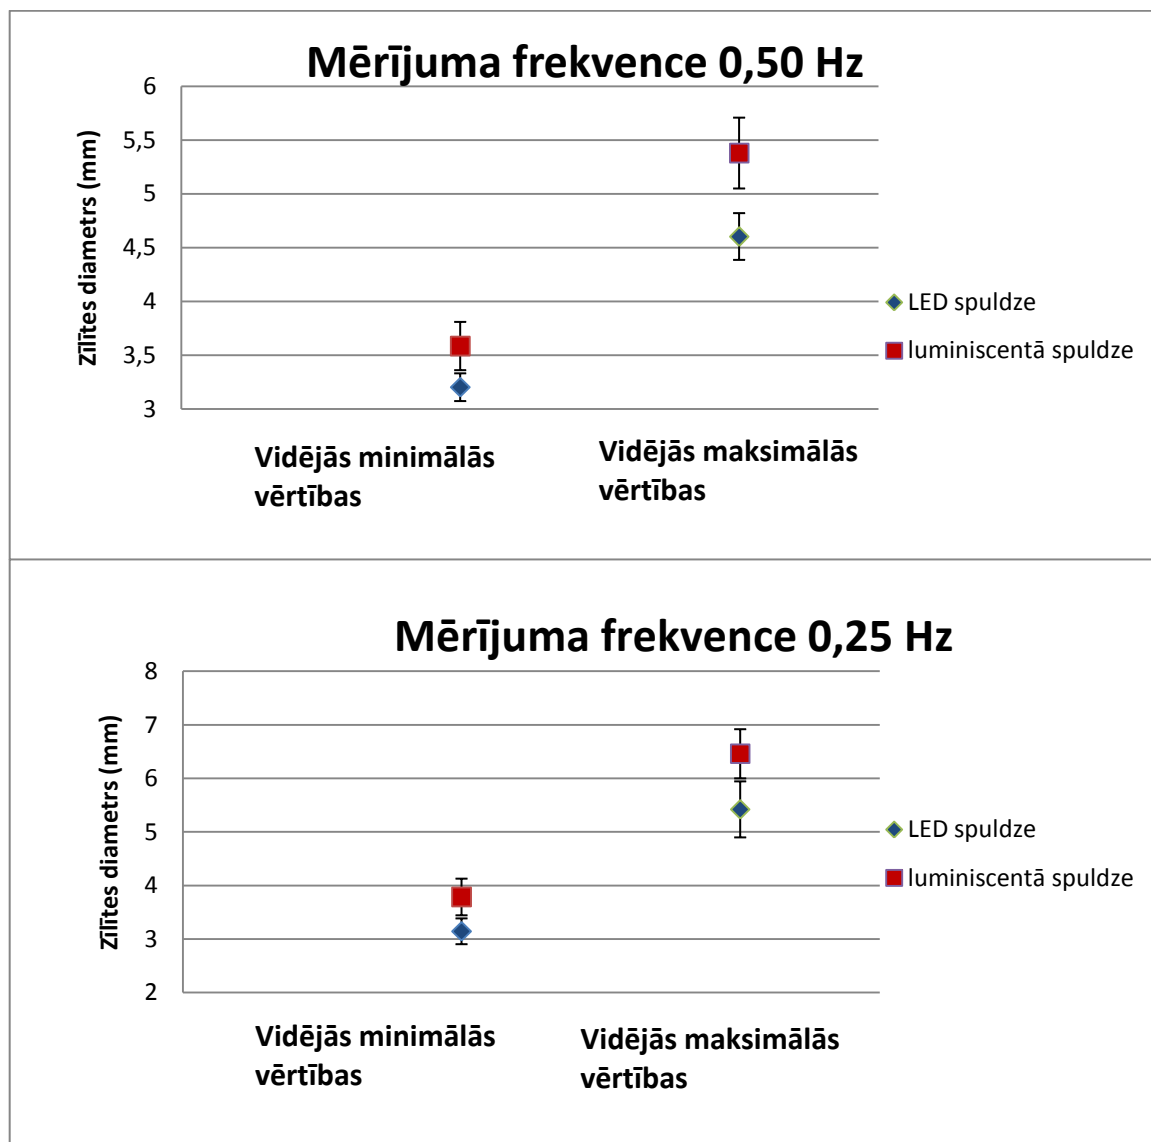 Mērījuma frekvence 0,50 Hz
Zīlītes diametrs (mm)
6
5,5
5
4,5
4
3,5
3
LED spuldze
luminiscentā spuldze
Vidējās minimālās
vērtības
Vidējās maksimālās
vērtības
Mērījuma frekvence 0,25 Hz
Zīlītes diametrs (mm)
8
7
6
5
4
3
2
LED spuldze
luminiscentā spuldze
Vidējās minimālās
vērtības
Vidējās maksimālās
vērtības